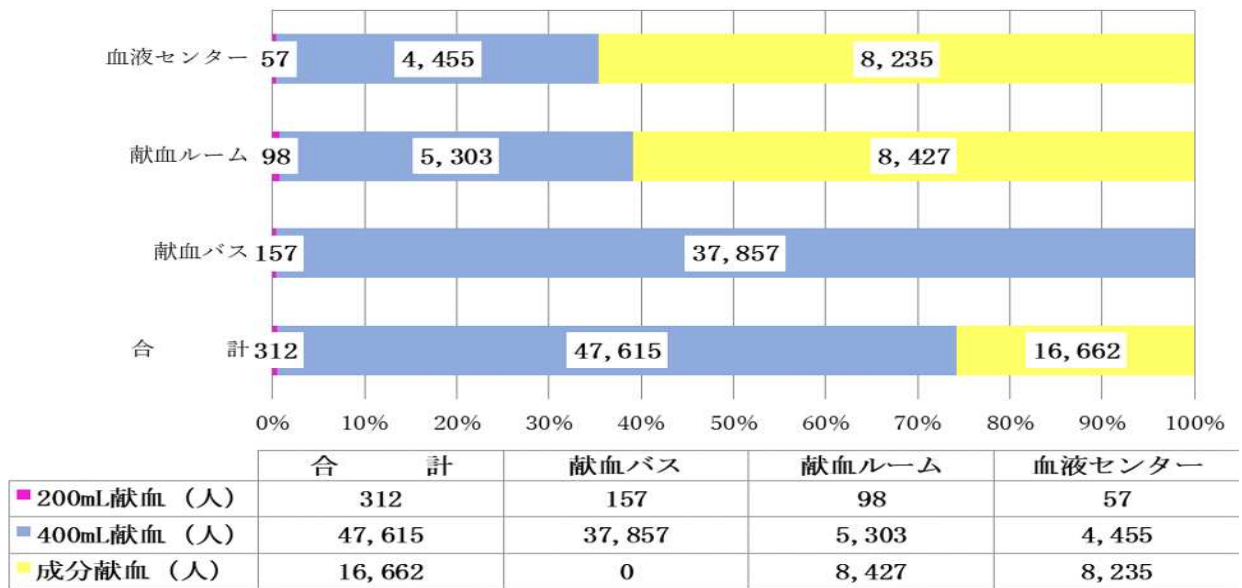 血液センター 57 4,455 8,235
献血ルーム 98 5,303 8,427
献血バス 157 37,857
合計 312 47,615 16,662
0% 10% 20% 30% 40% 50% 60% 70% 80% 90% 100%
合計 献血バス 献血ルーム 血液センター
200mL献血（人） 312 157 98 57
400mL献血（人） 47,615 37,857 5,303 4,455
成分献血（人） 16,662 0 8,427 8,235